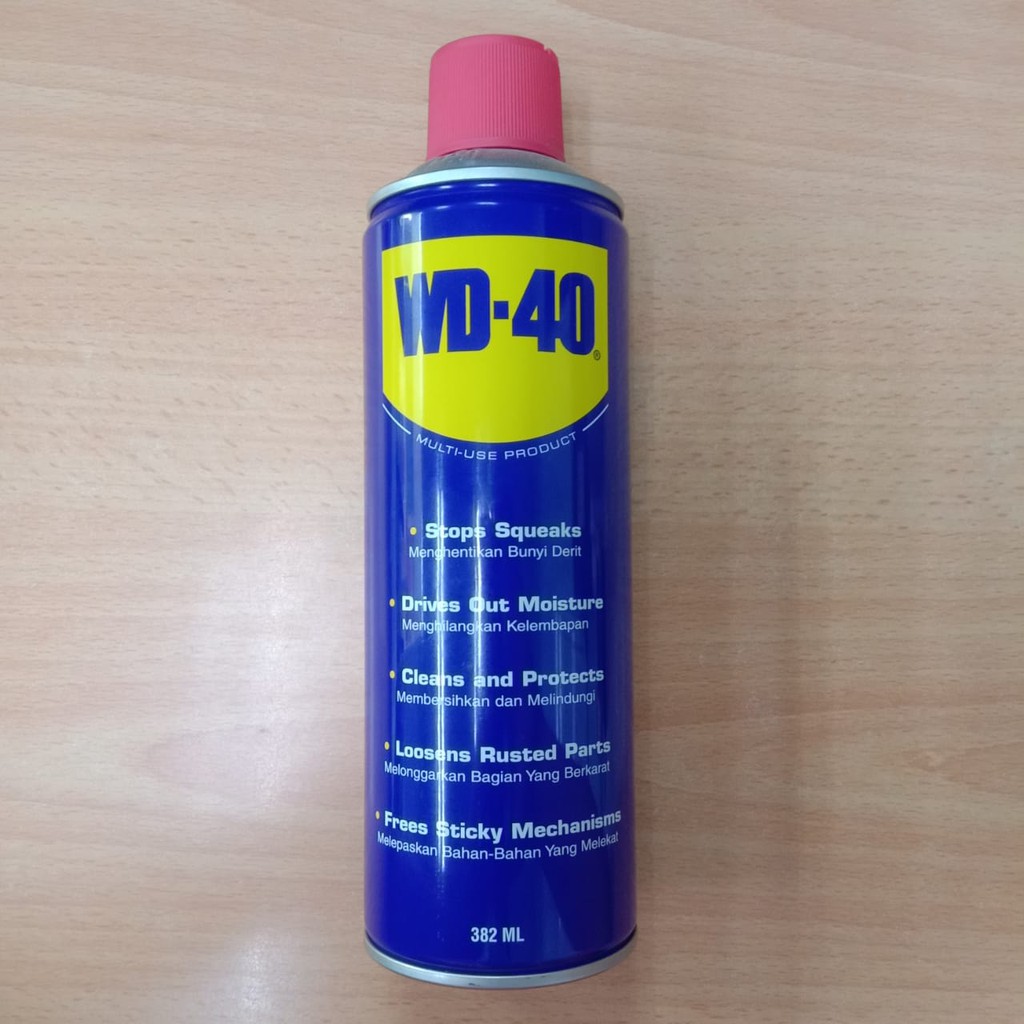 WD-40®
MULTI-USE PRODUCT
• Stops Squeaks
Menghentikan Bunyi Derit
• Drives Out Moisture
Menghilangkan Kelembapan
• Cleans and Protects
Membersihkan dan Melindungi
• Loosens Rusted Parts
Melonggarkan Bagian Yang Berkarat
• Frees Sticky Mechanisms
Melepaskan Bahan-Bahan Yang Melekat
382 ML